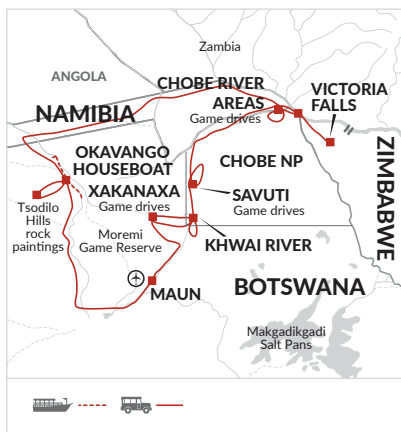 Zambia
ANGOLA
CHOBE RIVER
AREAS
Game drives
VICTORIA
FALLS
NAMIBIA
OKAVANGO
HOUSEBOAT
CHOBE NP
ZIMBABWE
XAKANAXA
Game drives
SAVUTI
Game drives
Tsodilo
Hills
rock
paintings
Moremi
Game Reserve
KHWAI RIVER
MAUN
BOTSWANA
Makgadikgadi
Salt Pans